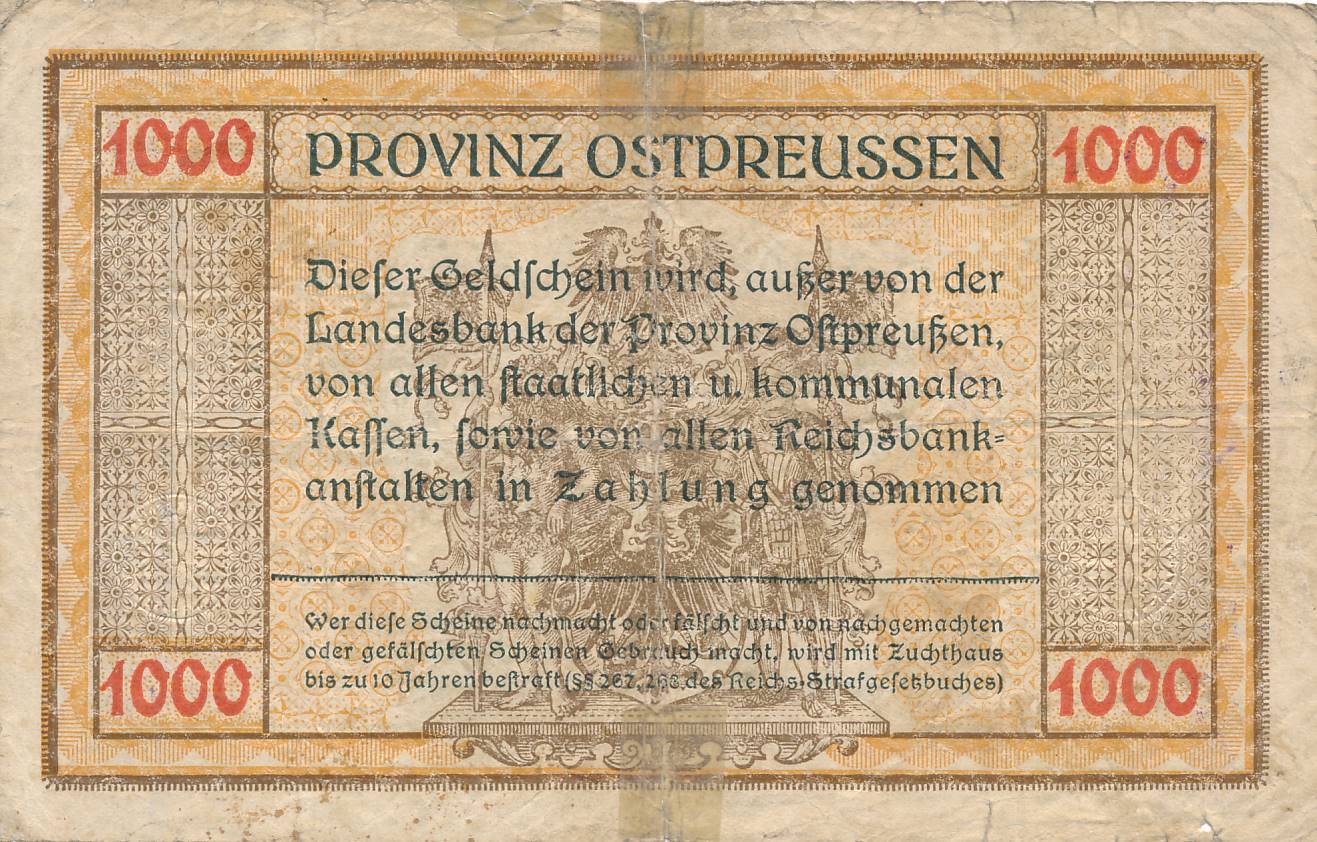 1000 PROVINZ OSTPREUSSEN 1000
Dieser Geldschein wird, außer von der
Landesbank der Provinz Ostpreußen,
von allen staatlichen u. kommunalen
Kassen, sowie von allen Reichsbank=
anstalten in Zahlung genommen
Wer diese Scheine nachmacht oder fälscht und von nachgemachten
oder gefälschten Scheinen Gebrauch macht, wird mit Zuchthaus
bis zu 10 Jahren bestraft (§§ 267, 268 des Reichs-Strafgesetzbuches)
1000 1000